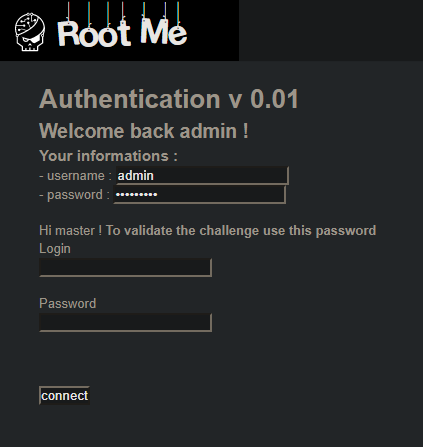 Root Me
Authentication v 0.01
Welcome back admin !
Your informations :
- username : admin
- password : •••••••••
Hi master ! To validate the challenge use this password
Login
Password
connect